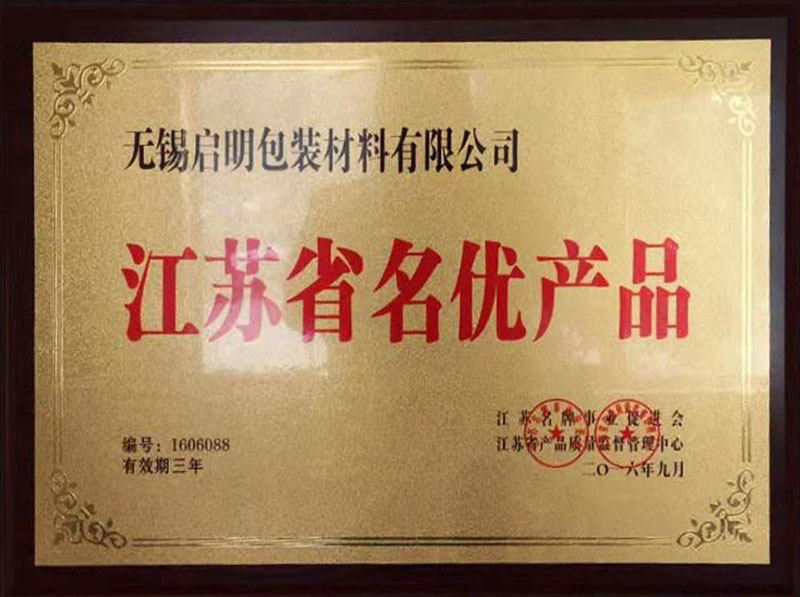 无锡启明包装材料有限公司
江苏省名优产品
江苏名牌事业促进会
编号：1606088
江苏省产品质量监督管理中心
有效期三年
二〇一六年九月